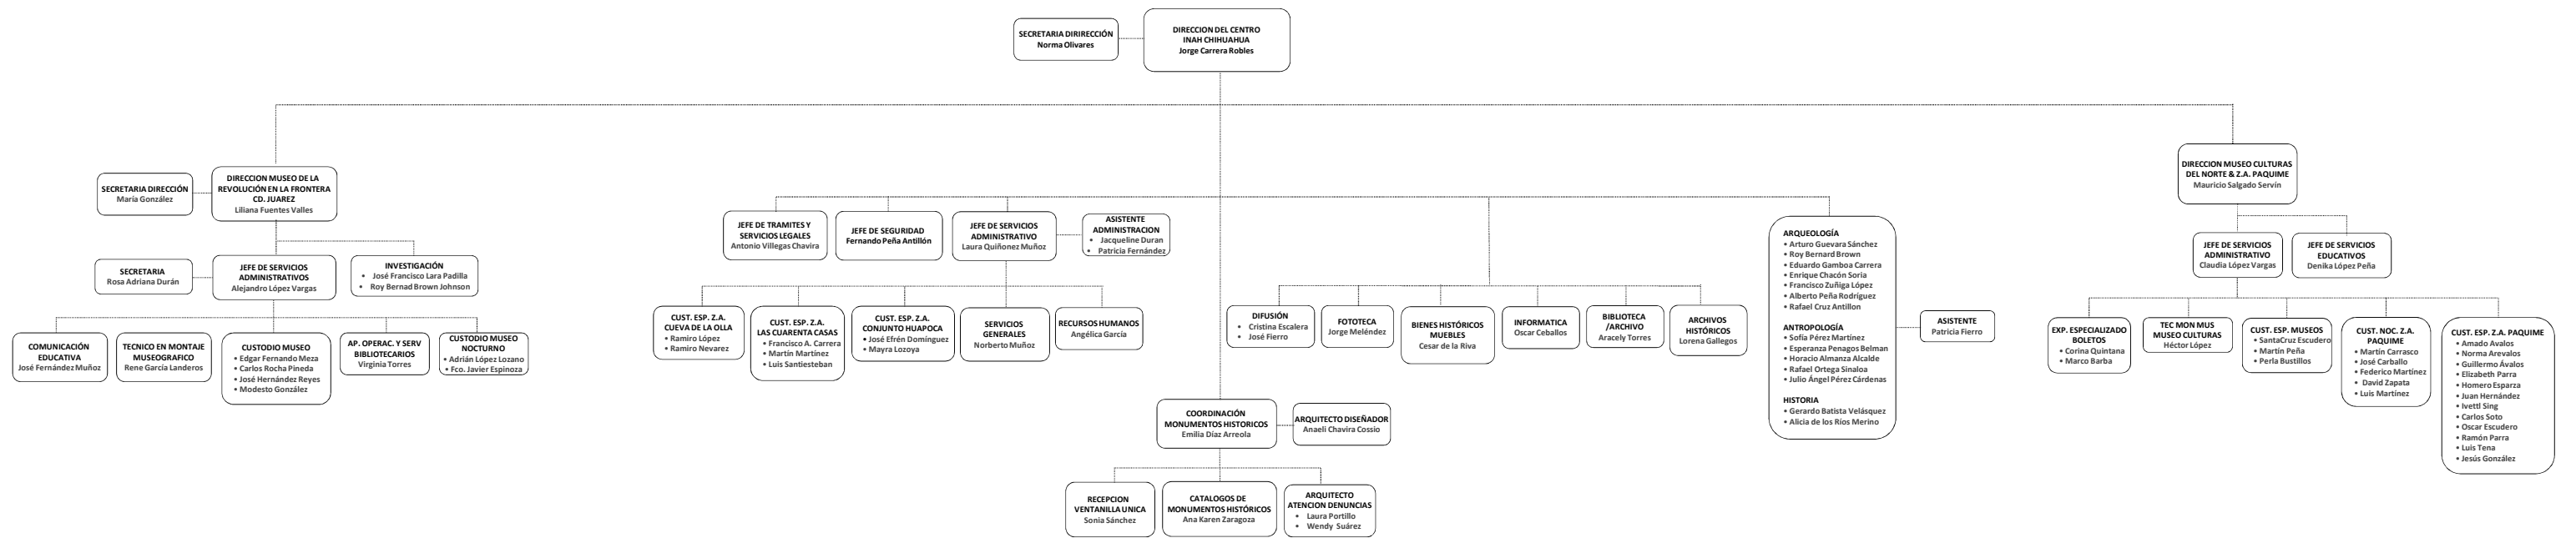 SECRETARIA DIRIRECCIÓN
Norma Olivares
DIRECCION DEL CENTRO
INAH CHIHUAHUA
Jorge Carrera Robles
SECRETARIA DIRECCIÓN
María González
DIRECCION MUSEO DE LA
REVOLUCIÓN EN LA FRONTERA
CD. JUAREZ
Liliana Fuentes Valles
SECRETARIA
Rosa Adriana Durán
JEFE DE SERVICIOS
ADMINISTRATIVOS
Alejandro López Vargas
INVESTIGACIÓN
• José Francisco Lara Padilla
• Roy Bernad Brown Johnson
COMUNICACIÓN
EDUCATIVA
José Fernández Muñoz
TECNICO EN MONTAJE
MUSEOGRAFICO
Rene García Landeros
CUSTODIO MUSEO
• Edgar Fernando Meza
• Carlos Rocha Pineda
• José Hernández Reyes
• Modesto González
AP. OPERAC. Y SERV
BIBLIOTECARIOS
Virginia Torres
CUSTODIO MUSEO
NOCTURNO
• Adrián López Lozano
• Fco. Javier Espinoza
JEFE DE TRAMITES Y
SERVICIOS LEGALES
Antonio Villegas Chavira
JEFE DE SEGURIDAD
Fernando Peña Antillón
JEFE DE SERVICIOS
ADMINISTRATIVO
Laura Quiñonez Muñoz
ASISTENTE
ADMINISTRACION
• Jacqueline Duran
• Patricia Fernández
CUST. ESP. Z.A.
CUEVA DE LA OLLA
• Ramiro López
• Ramiro Nevarez
CUST. ESP. Z.A.
LAS CUARENTA CASAS
• Francisco A. Carrera
• Martín Martínez
• Luis Santiesteban
CUST. ESP. Z.A.
CONJUNTO HUAPOCA
• José Efrén Domínguez
• Mayra Lozoya
SERVICIOS
GENERALES
Norberto Muñoz
RECURSOS HUMANOS
Angélica García
DIFUSIÓN
• Cristina Escalera
• José Fierro
FOTOTECA
Jorge Meléndez
BIENES HISTÓRICOS
MUEBLES
Cesar de la Riva
INFORMATICA
Oscar Ceballos
BIBLIOTECA
/ARCHIVO
Aracely Torres
ARCHIVOS
HISTÓRICOS
Lorena Gallegos
COORDINACIÓN
MONUMENTOS HISTORICOS
Emilia Díaz Arreola
ARQUITECTO DISEÑADOR
Anaeli Chavira Cossio
RECEPCION
VENTANILLA UNICA
Sonia Sánchez
CATALOGOS DE
MONUMENTOS HISTÓRICOS
Ana Karen Zaragoza
ARQUITECTO
ATENCION DENUNCIAS
• Laura Portillo
• Wendy Suárez
ARQUEOLOGÍA
• Arturo Guevara Sánchez
• Roy Bernard Brown
• Eduardo Gamboa Carrera
• Enrique Chacón Soria
• Francisco Zuñiga López
• Alberto Peña Rodríguez
• Rafael Cruz Antillon
ANTROPOLOGÍA
• Sofía Pérez Martínez
• Esperanza Penagos Belman
• Horacio Almanza Alcalde
• Rafael Ortega Sinaloa
• Julio Ángel Pérez Cárdenas
HISTORIA
• Gerardo Batista Velásquez
• Alicia de los Ríos Merino
ASISTENTE
Patricia Fierro
DIRECCION MUSEO CULTURAS
DEL NORTE & Z.A. PAQUIME
Mauricio Salgado Servín
JEFE DE SERVICIOS
ADMINISTRATIVO
Claudia López Vargas
JEFE DE SERVICIOS
EDUCATIVOS
Denika López Peña
EXP. ESPECIALIZADO
BOLETOS
• Corina Quintana
• Marco Barba
TEC MON MUS
MUSEO CULTURAS
Héctor López
CUST. ESP. MUSEOS
• SantaCruz Escudero
• Martín Peña
• Perla Bustillos
CUST. NOC. Z.A.
PAQUIME
• Martín Carrasco
• José Carballo
• Federico Martínez
• David Zapata
• Luis Martínez
CUST. ESP. Z.A. PAQUIME
• Amado Avalos
• Norma Arevalos
• Guillermo Ávalos
• Elizabeth Parra
• Homero Esparza
• Juan Hernández
• Ivettl Sing
• Carlos Soto
• Oscar Escudero
• Ramón Parra
• Luis Tena
• Jesús González